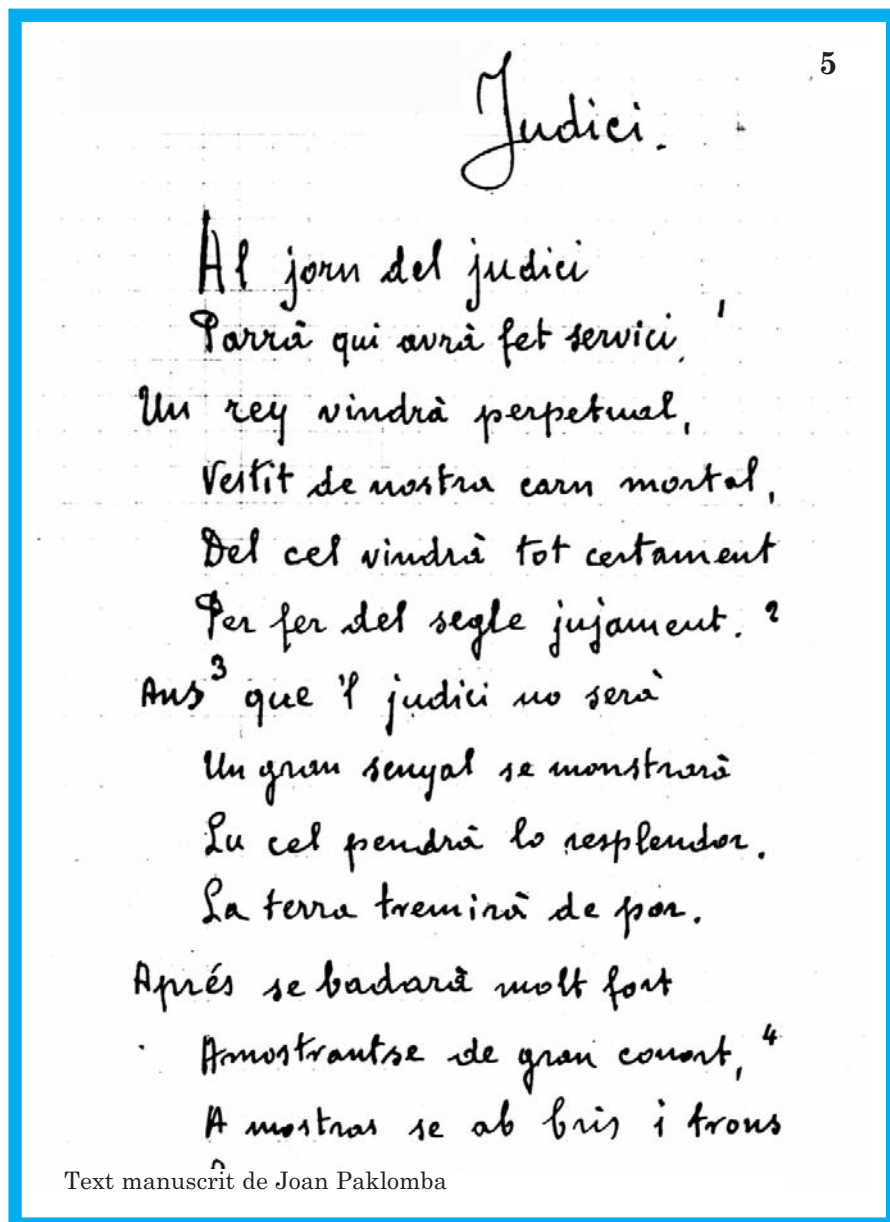 5
Judici.
Al jorn del judici
Parrà qui avrà fet servici. 1
Un rey vindrà perpetual,
Vestit de nostra carn mortal,
Del cel vindrà tot certament
Per fer del segle jujament. 2
Ans 3 que 'l judici no serà
Un gran senyal se monstrarà
Lu cel pendrà lo resplendor.
La terra tremirà de por.
Aprés se badarà molt fort
Amostrantse de gran conort, 4
A mostras se ab bris i trons
Text manuscrit de Joan Paklomba